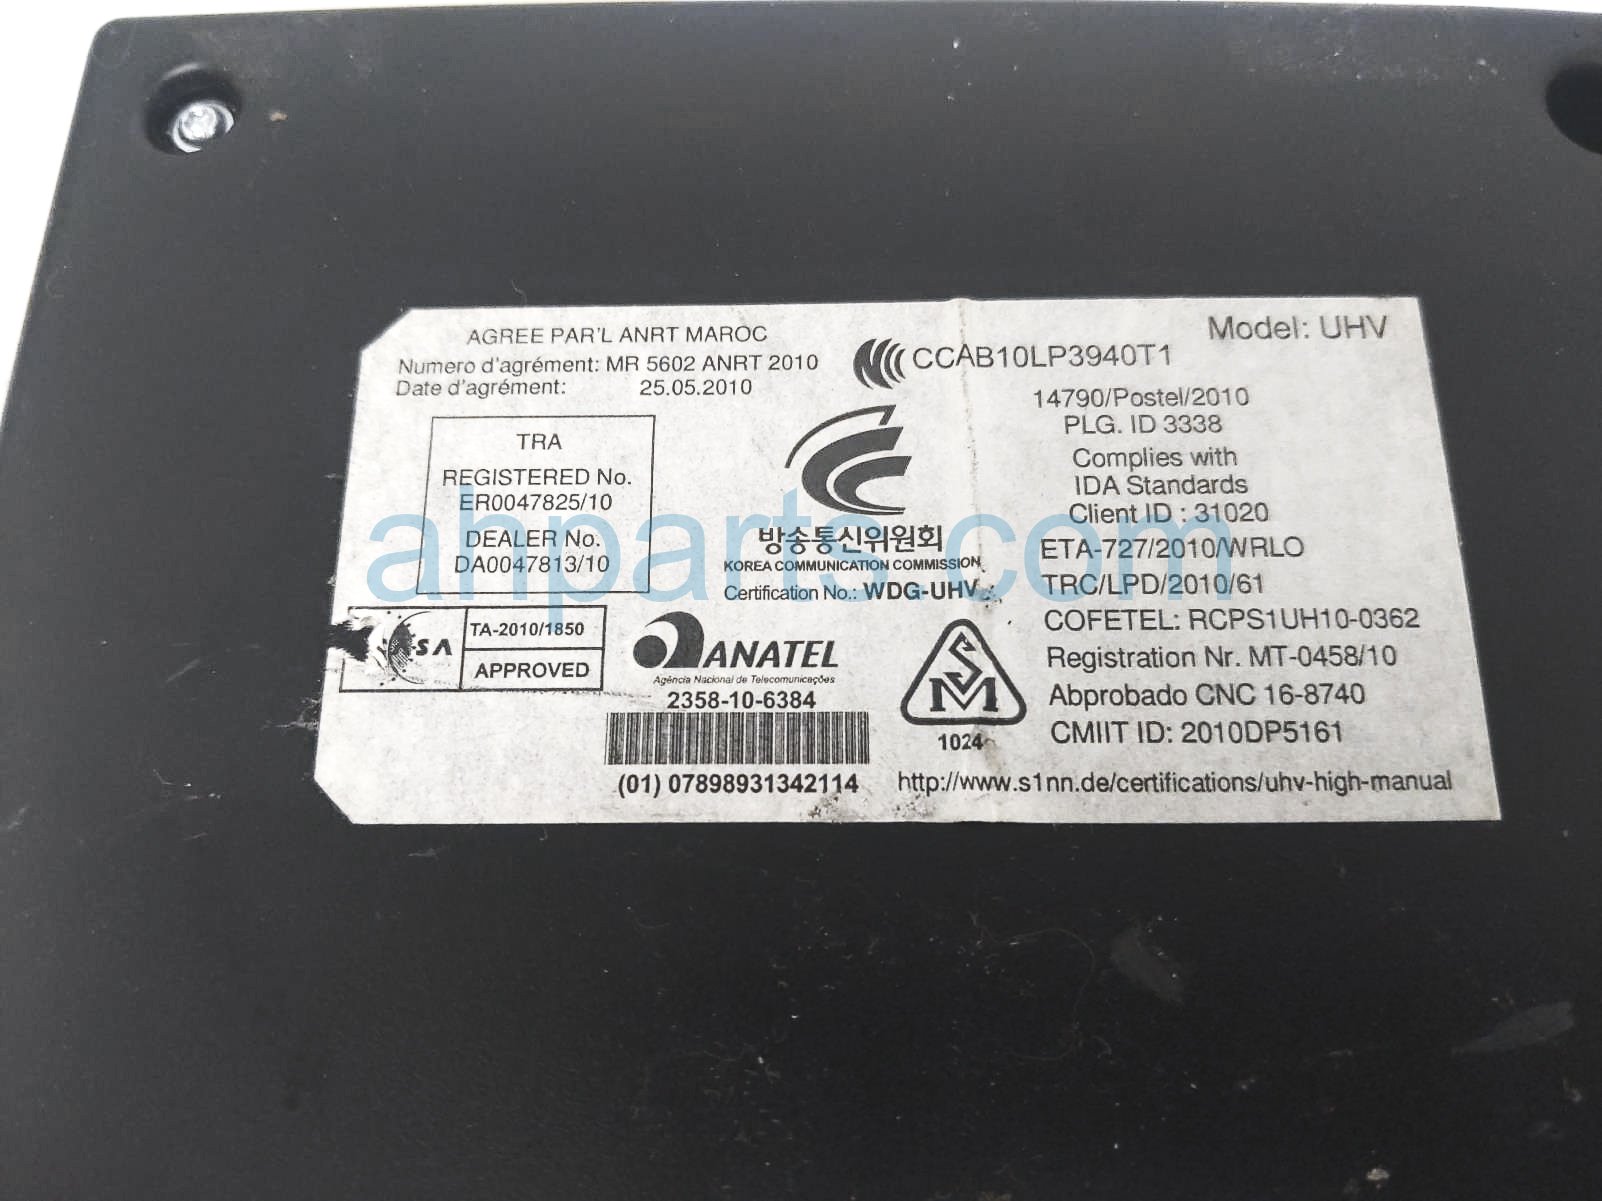 AGREE PAR'L ANRT MAROC
Numero d'agrément: MR 5602 ANRT 2010
Date d'agrément: 25.05.2010
TRA
REGISTERED No.
ER0047825/10
DEALER No.
DA0047813/10
SA
TA-2010/1850
APPROVED
CCAB10LP3940T1
방송통신위원회
KOREA COMMUNICATION COMMISSION
Certification No.: WDG-UHV
ANATEL
Agência Nacional de Telecomunicações
2358-10-6384
(01) 07898931342114
SM
1024
Model: UHV
14790/Postel/2010
PLG. ID 3338
Complies with
IDA Standards
Client ID : 31020
ETA-727/2010/WRLO
TRC/LPD/2010/61
COFETEL: RCPS1UH10-0362
Registration Nr. MT-0458/10
Abprobado CNC 16-8740
CMIIT ID: 2010DP5161
http://www.s1nn.de/certifications/uhv-high-manual
ahparts.com